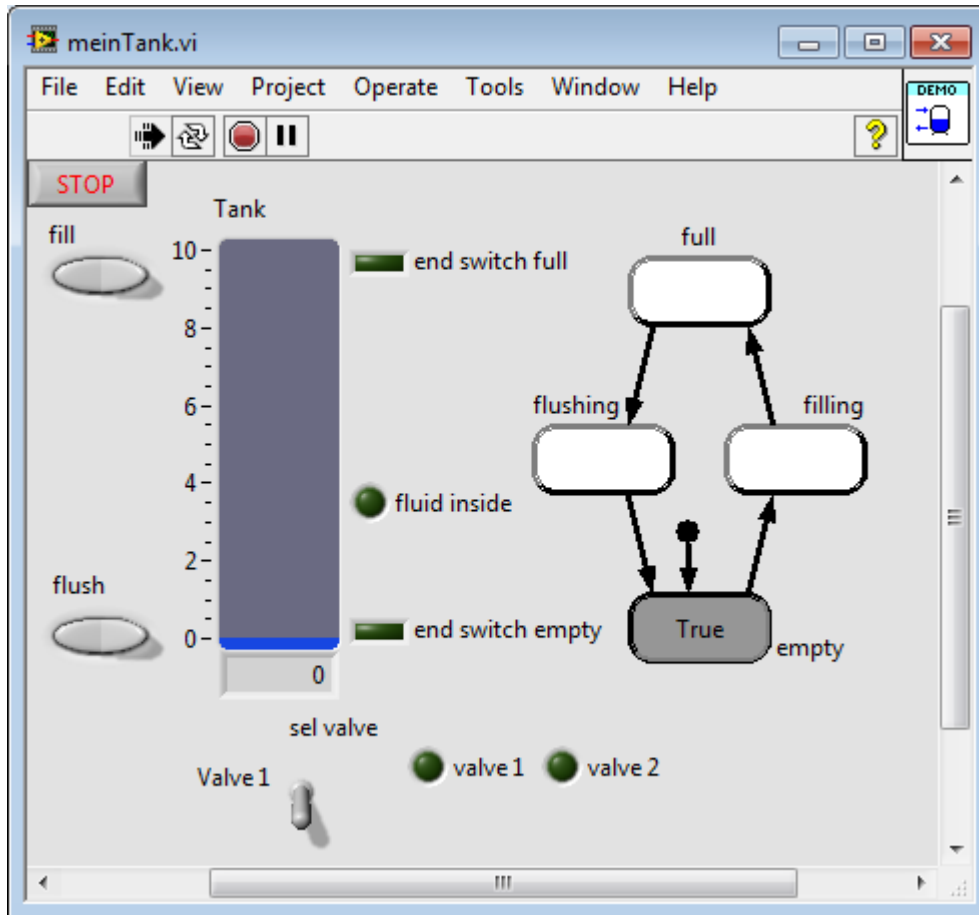 meinTank.vi
File Edit View Project Operate Tools Window Help
DEMO
STOP
Tank
fill
full
10
end switch full
8
6
flushing
filling
4
fluid inside
2
flush
0
end switch empty
True
empty
0
sel valve
Valve 1
valve 1
valve 2